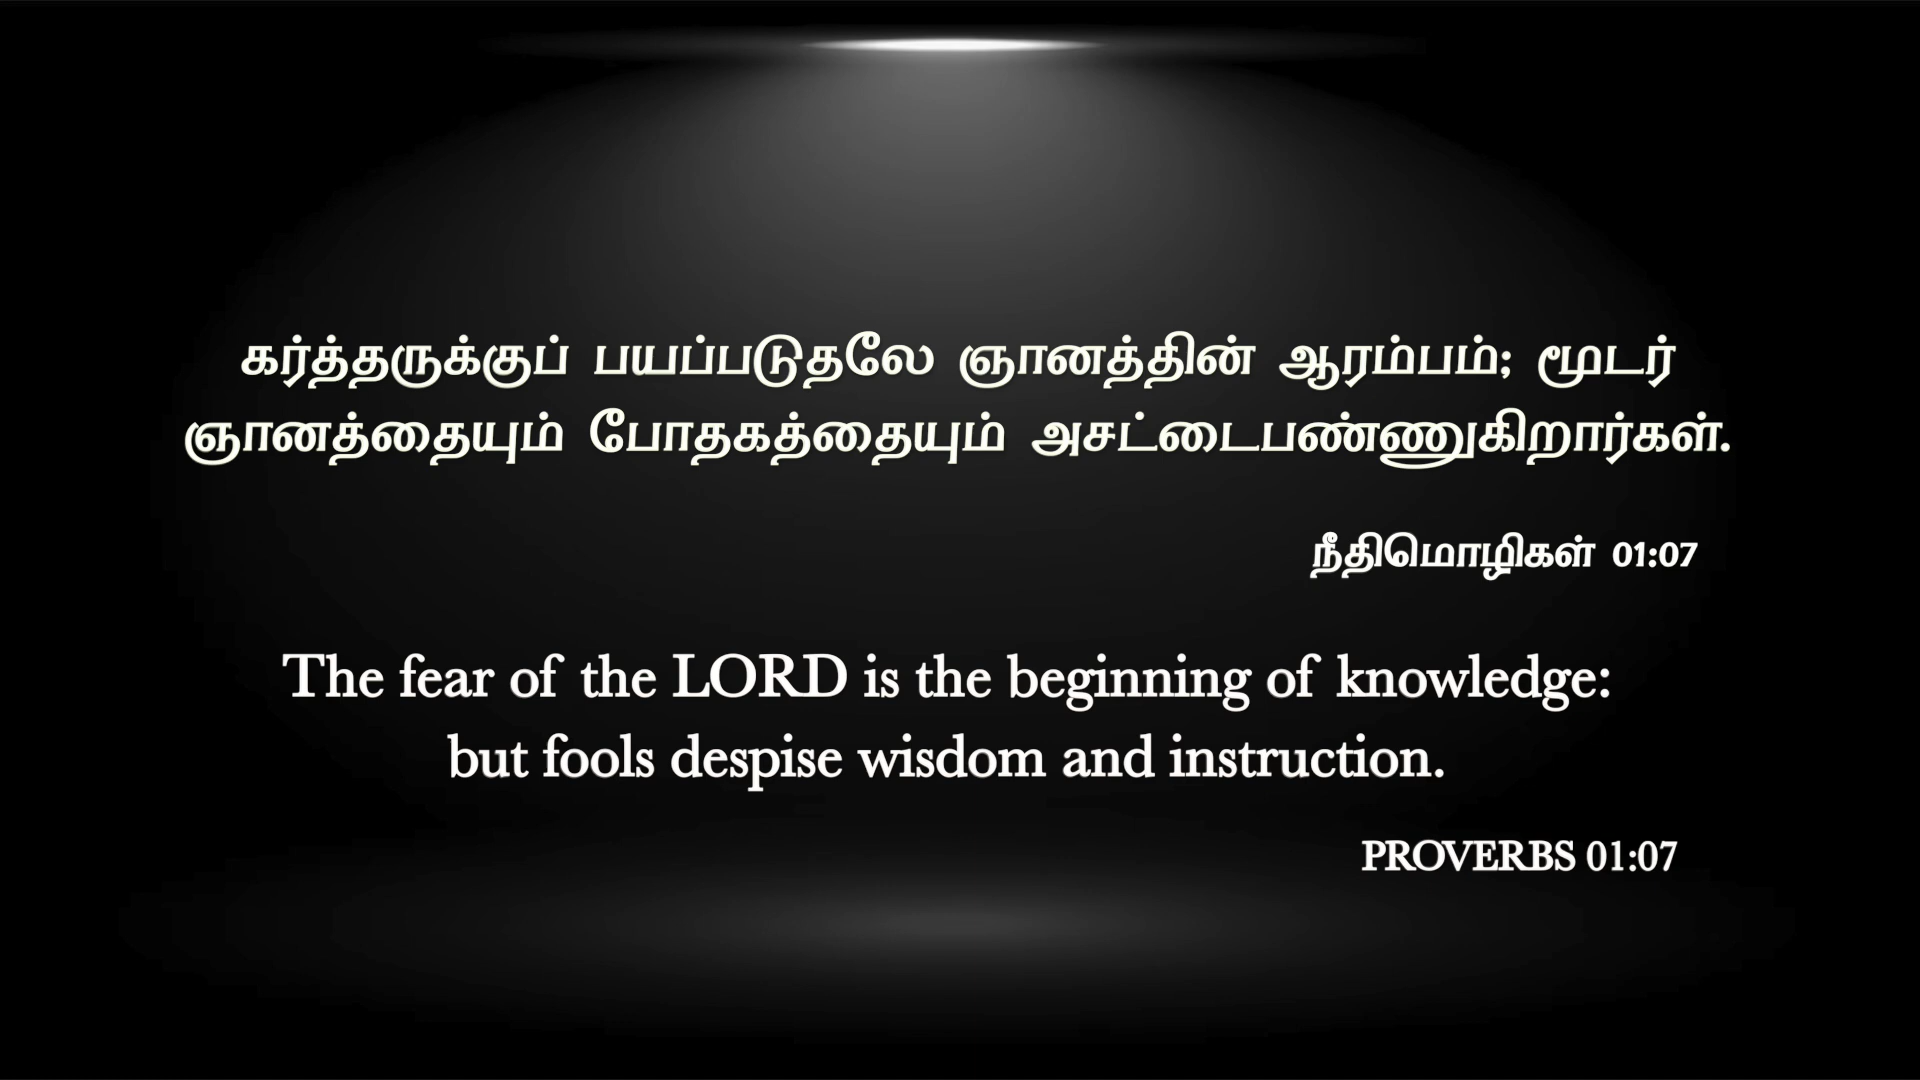 கர்த்தருக்குப் பயப்படுதலே ஞானத்தின் ஆரம்பம்; மூடர்
ஞானத்தையும் போதகத்தையும் அசட்டைபண்ணுகிறார்கள்.
நீதிமொழிகள் 01:07
The fear of the LORD is the beginning of knowledge:
but fools despise wisdom and instruction.
PROVERBS 01:07